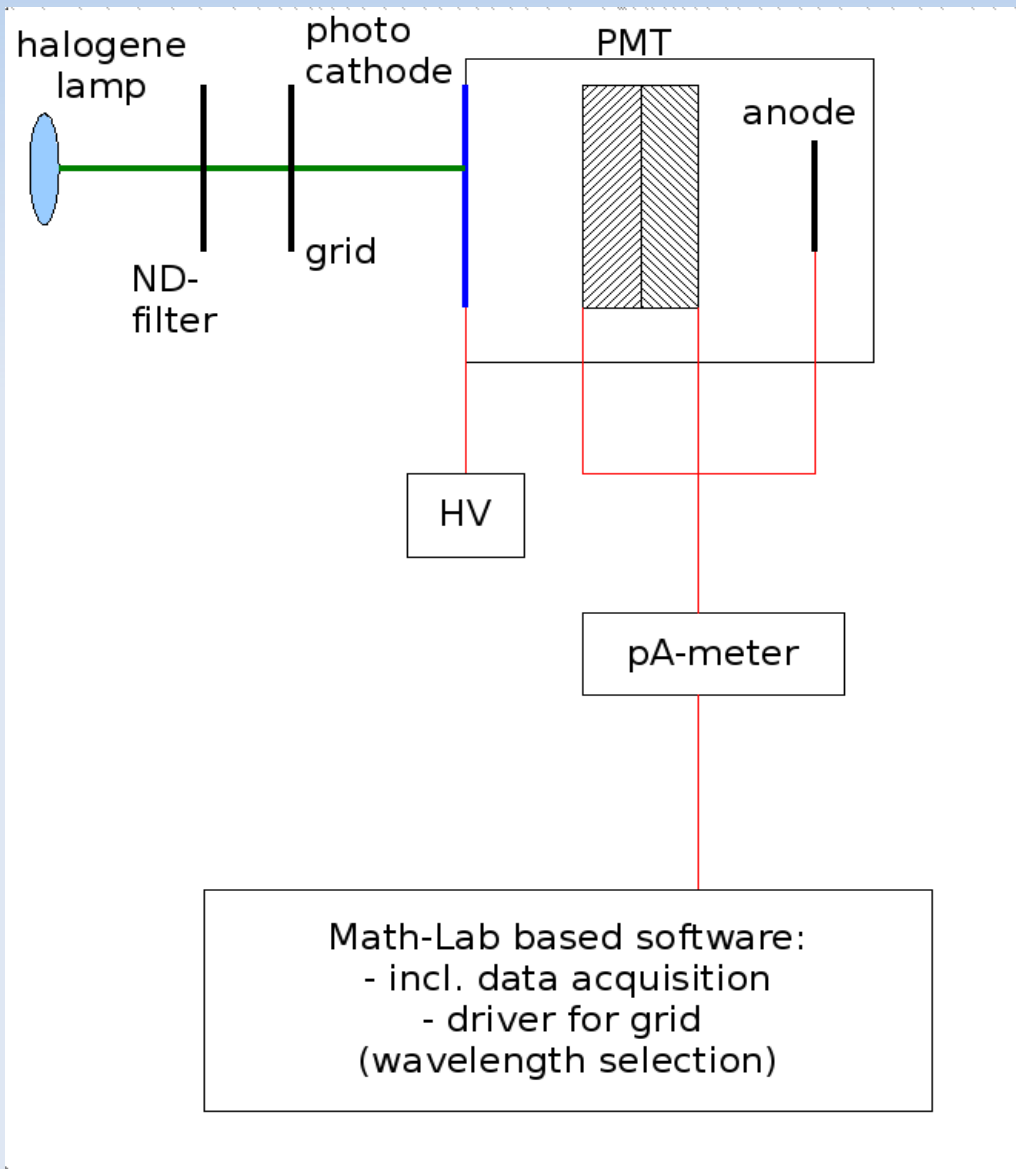 halogene
lamp
photo
cathode
PMT
anode
grid
ND-
filter
HV
pA-meter
Math-Lab based software:
- incl. data acquisition
- driver for grid
(wavelength selection)